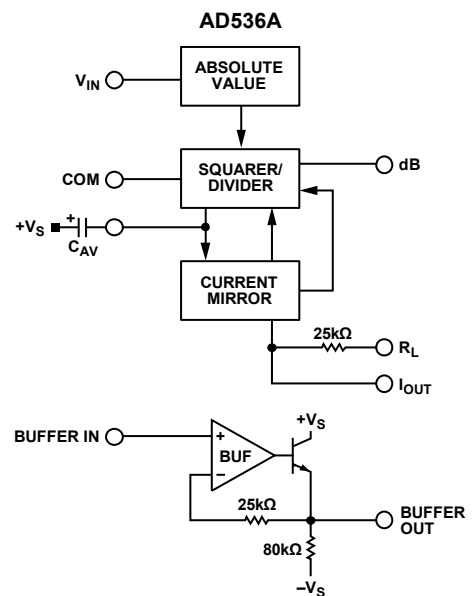 AD536A
ABSOLUTE
VALUE
VIN
SQUARER/
DIVIDER
dB
COM
+VS
+
CAV
CURRENT
MIRROR
25kΩ
RL
IOUT
+VS
BUFFER IN
+
BUF
−
25kΩ
BUFFER
OUT
80kΩ
−VS